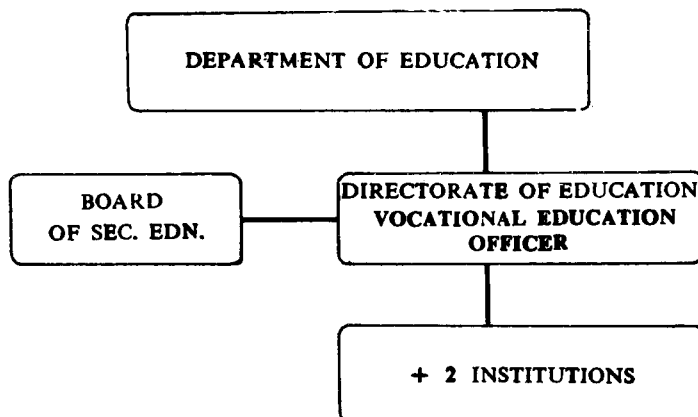 DEPARTMENT OF EDUCATION
BOARD
OF SEC. EDN.
DIRECTORATE OF EDUCATION
VOCATIONAL EDUCATION
OFFICER
+ 2 INSTITUTIONS